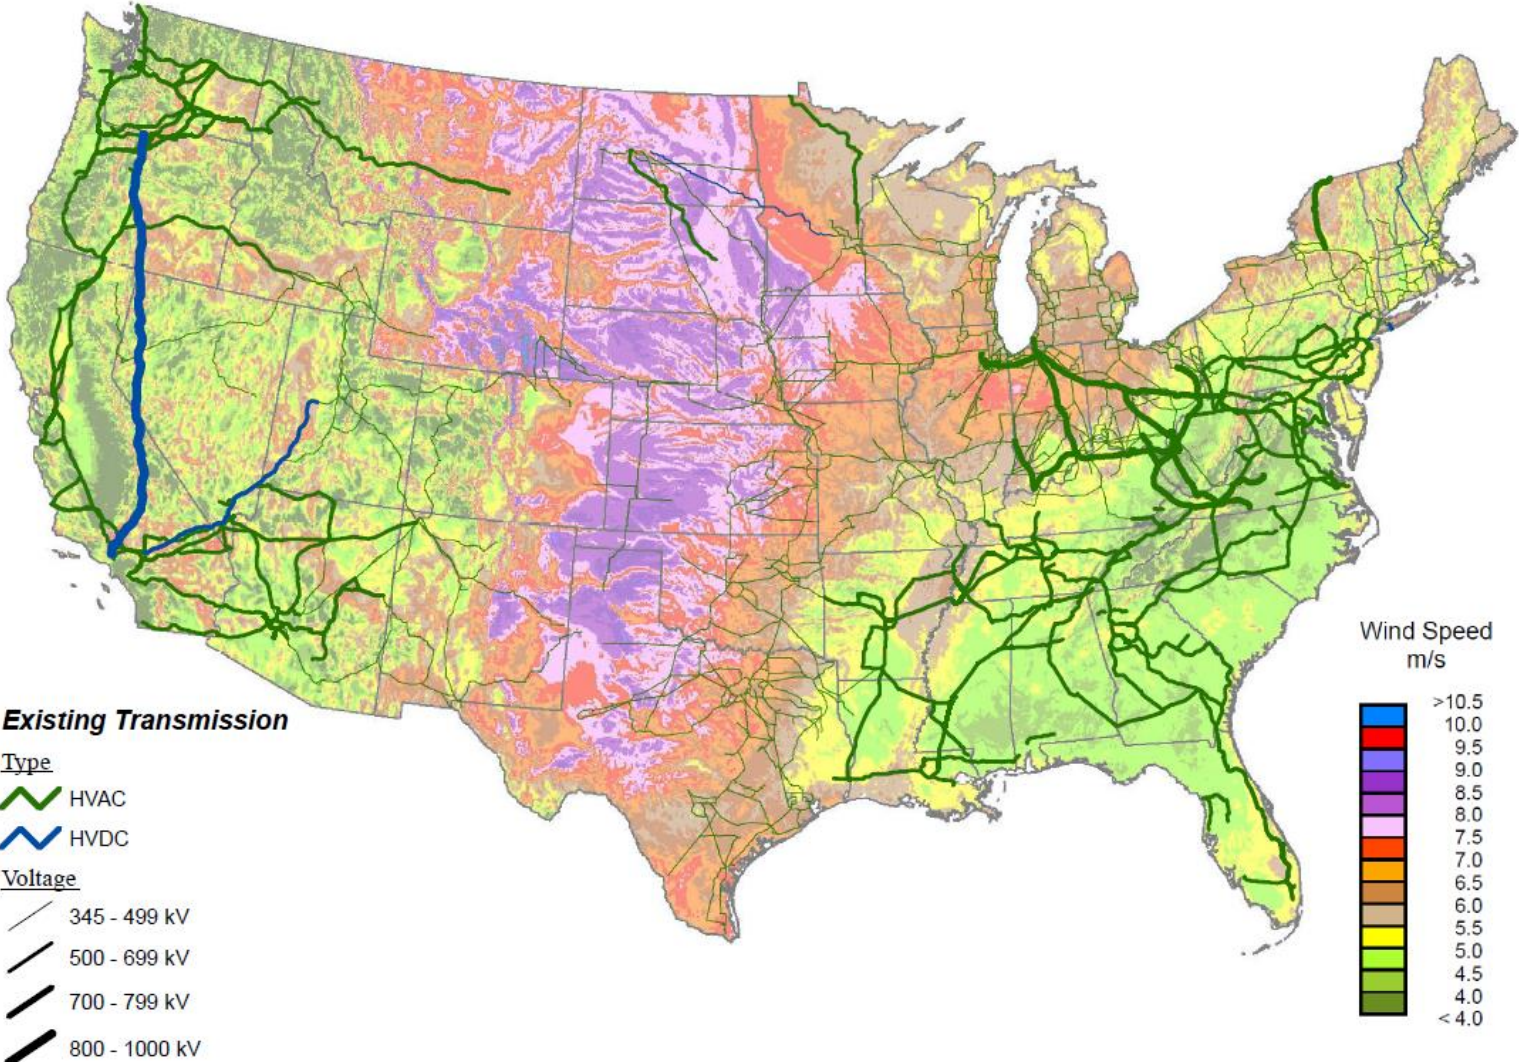 Wind Speed
m/s
>10.5
10.0
9.5
9.0
8.5
8.0
7.5
7.0
6.5
6.0
5.5
5.0
4.5
4.0
< 4.0
Existing Transmission
Type
HVAC
HVDC
Voltage
345 - 499 kV
500 - 699 kV
700 - 799 kV
800 - 1000 kV